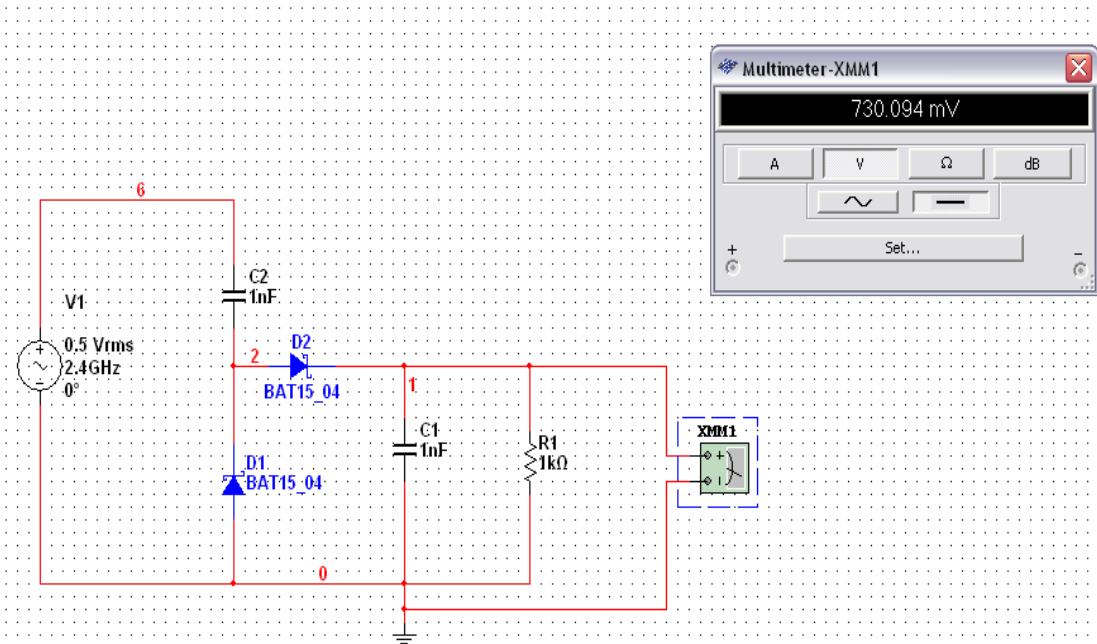 Multimeter-XMM1
730.094 mV
A
V
Ω
dB
+
Set...
-
6
C2
1nF
V1
0.5 Vrms
2.4GHz
0°
+
D2
2
BAT15_04
1
C1
1nF
R1
1kΩ
XMM1
+
D1
BAT15_04
0